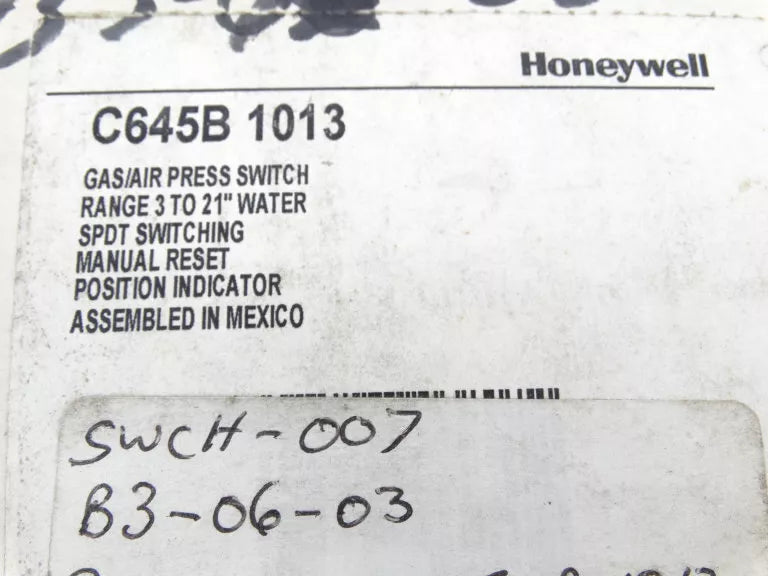 Honeywell
C645B 1013
GAS/AIR PRESS SWITCH
RANGE 3 TO 21" WATER
SPDT SWITCHING
MANUAL RESET
POSITION INDICATOR
ASSEMBLED IN MEXICO
SWCH-007
B3-06-03